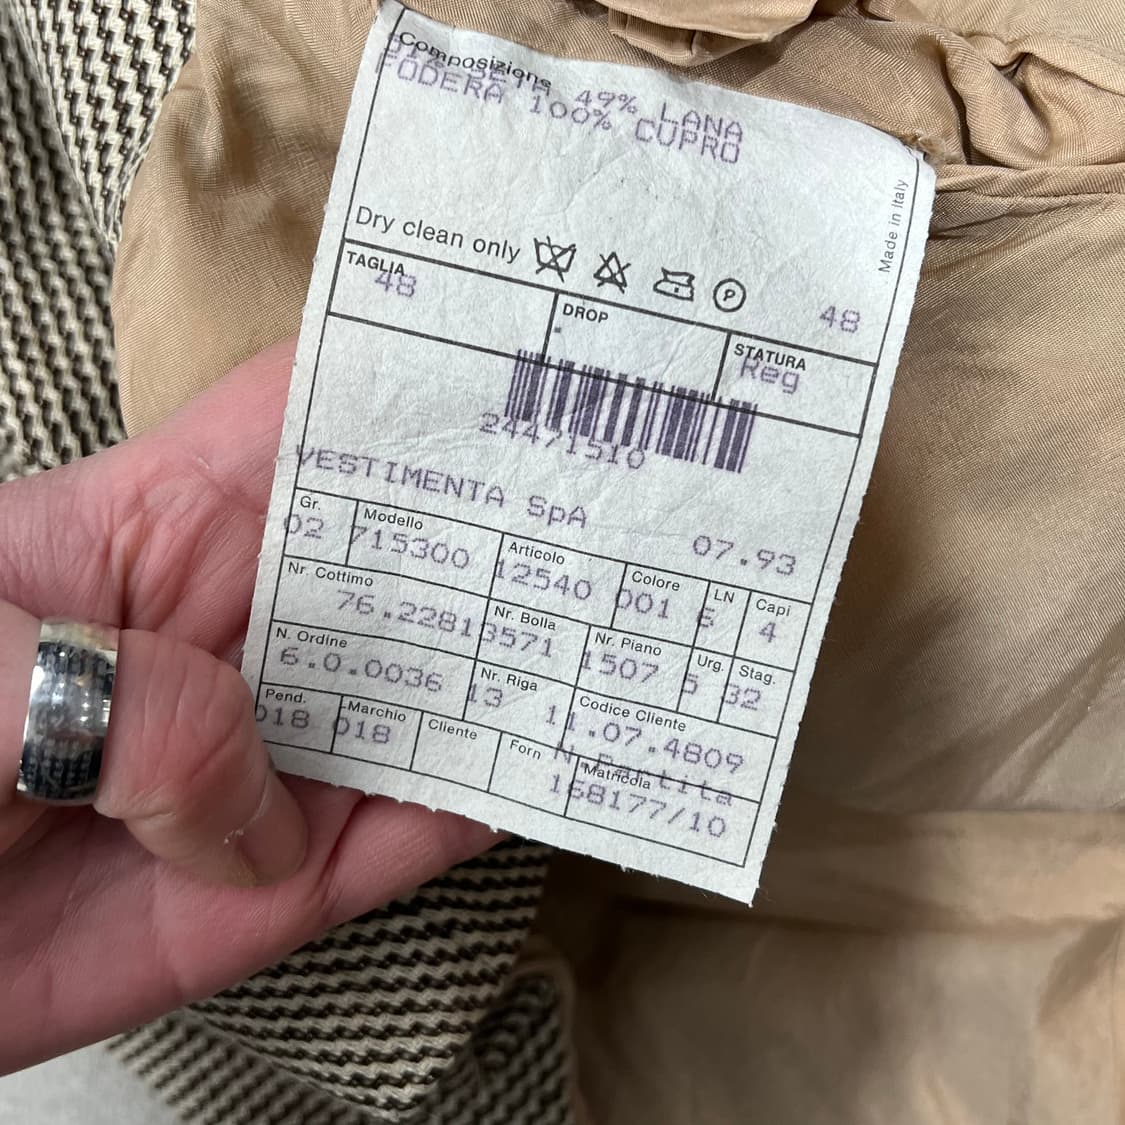 Composizione
51% SETA 49% LANA
FODERA 100% CUPRO
Made in Italy
Dry clean only P
48
TAGLIA DROP STATURA
48 . Reg
24471510
VESTIMENTA SpA
07.93
Gr. Modello Articolo Colore LN Capi
02 715300 12540 001 6 4
Nr. Cottimo Nr. Bolla Nr. Piano Urg. Stag.
76.22813571 1507 5 32
N. Ordine Nr. Riga Codice Cliente
6.0.0036 13 11.07.4809
Pend. Marchio Cliente Forn Matricola
018 018 N.Partita
168177/10